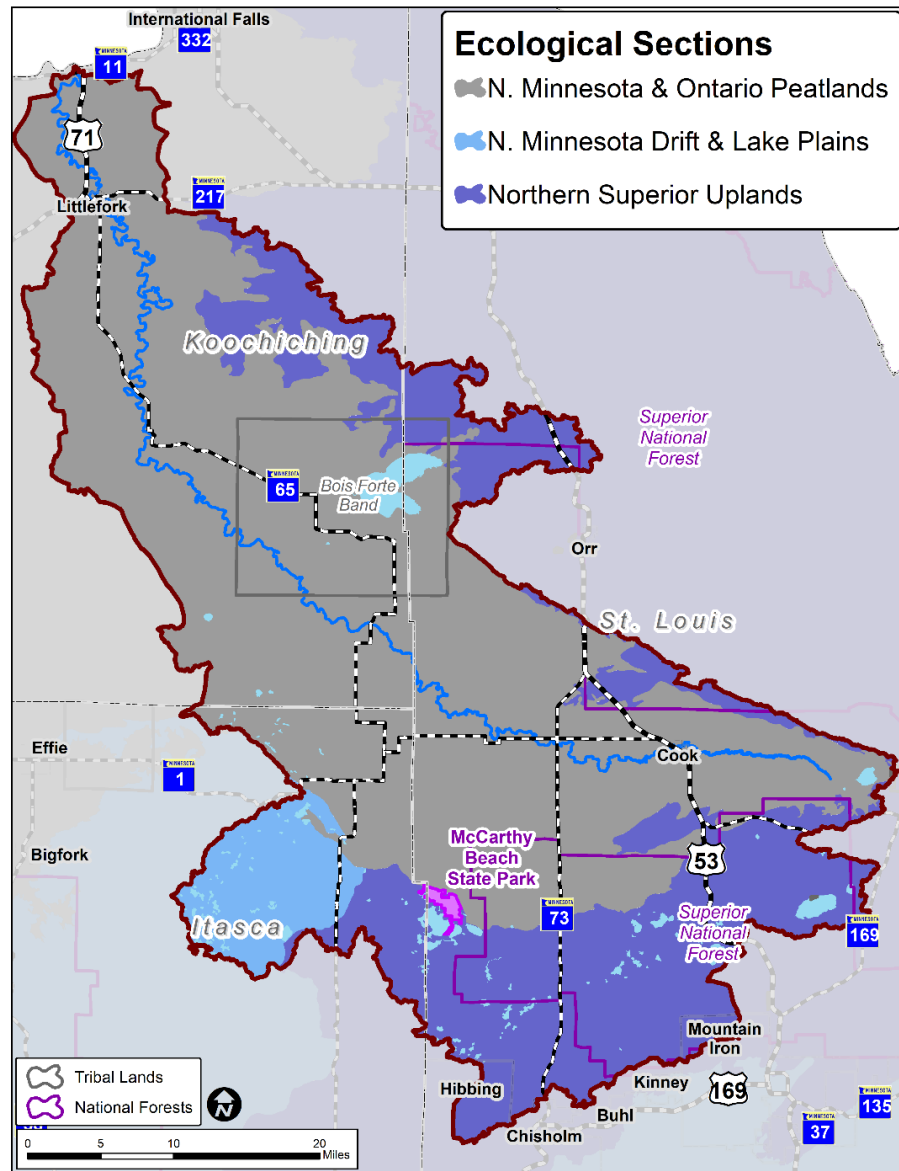 International Falls
332
11
Ecological Sections
N. Minnesota & Ontario Peatlands
N. Minnesota Drift & Lake Plains
Northern Superior Uplands
71
217
Littlefork
Koochiching
Superior
National
Forest
65
Bois Forte
Band
Orr
St. Louis
Effie
1
Cook
Bigfork
McCarthy
Beach
State Park
53
Itasca
73
Superior
National
Forest
169
Mountain
Iron
Tribal Lands
National Forests
N
Hibbing
Kinney
169
Buhl
135
Chisholm
37
0 5 10 20
Miles